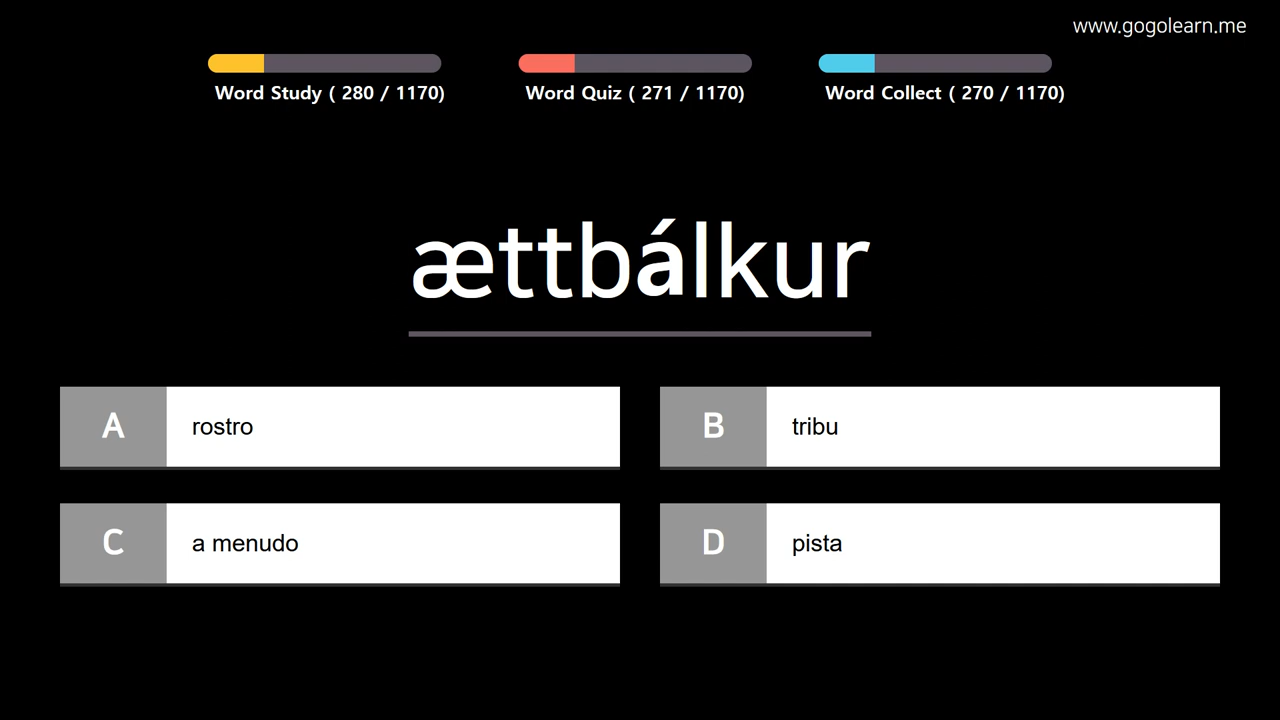 www.gogolearn.me
Word Study ( 280 / 1170)
Word Quiz ( 271 / 1170)
Word Collect ( 270 / 1170)
ættbálkur
A
rostro
B
tribu
C
a menudo
D
pista